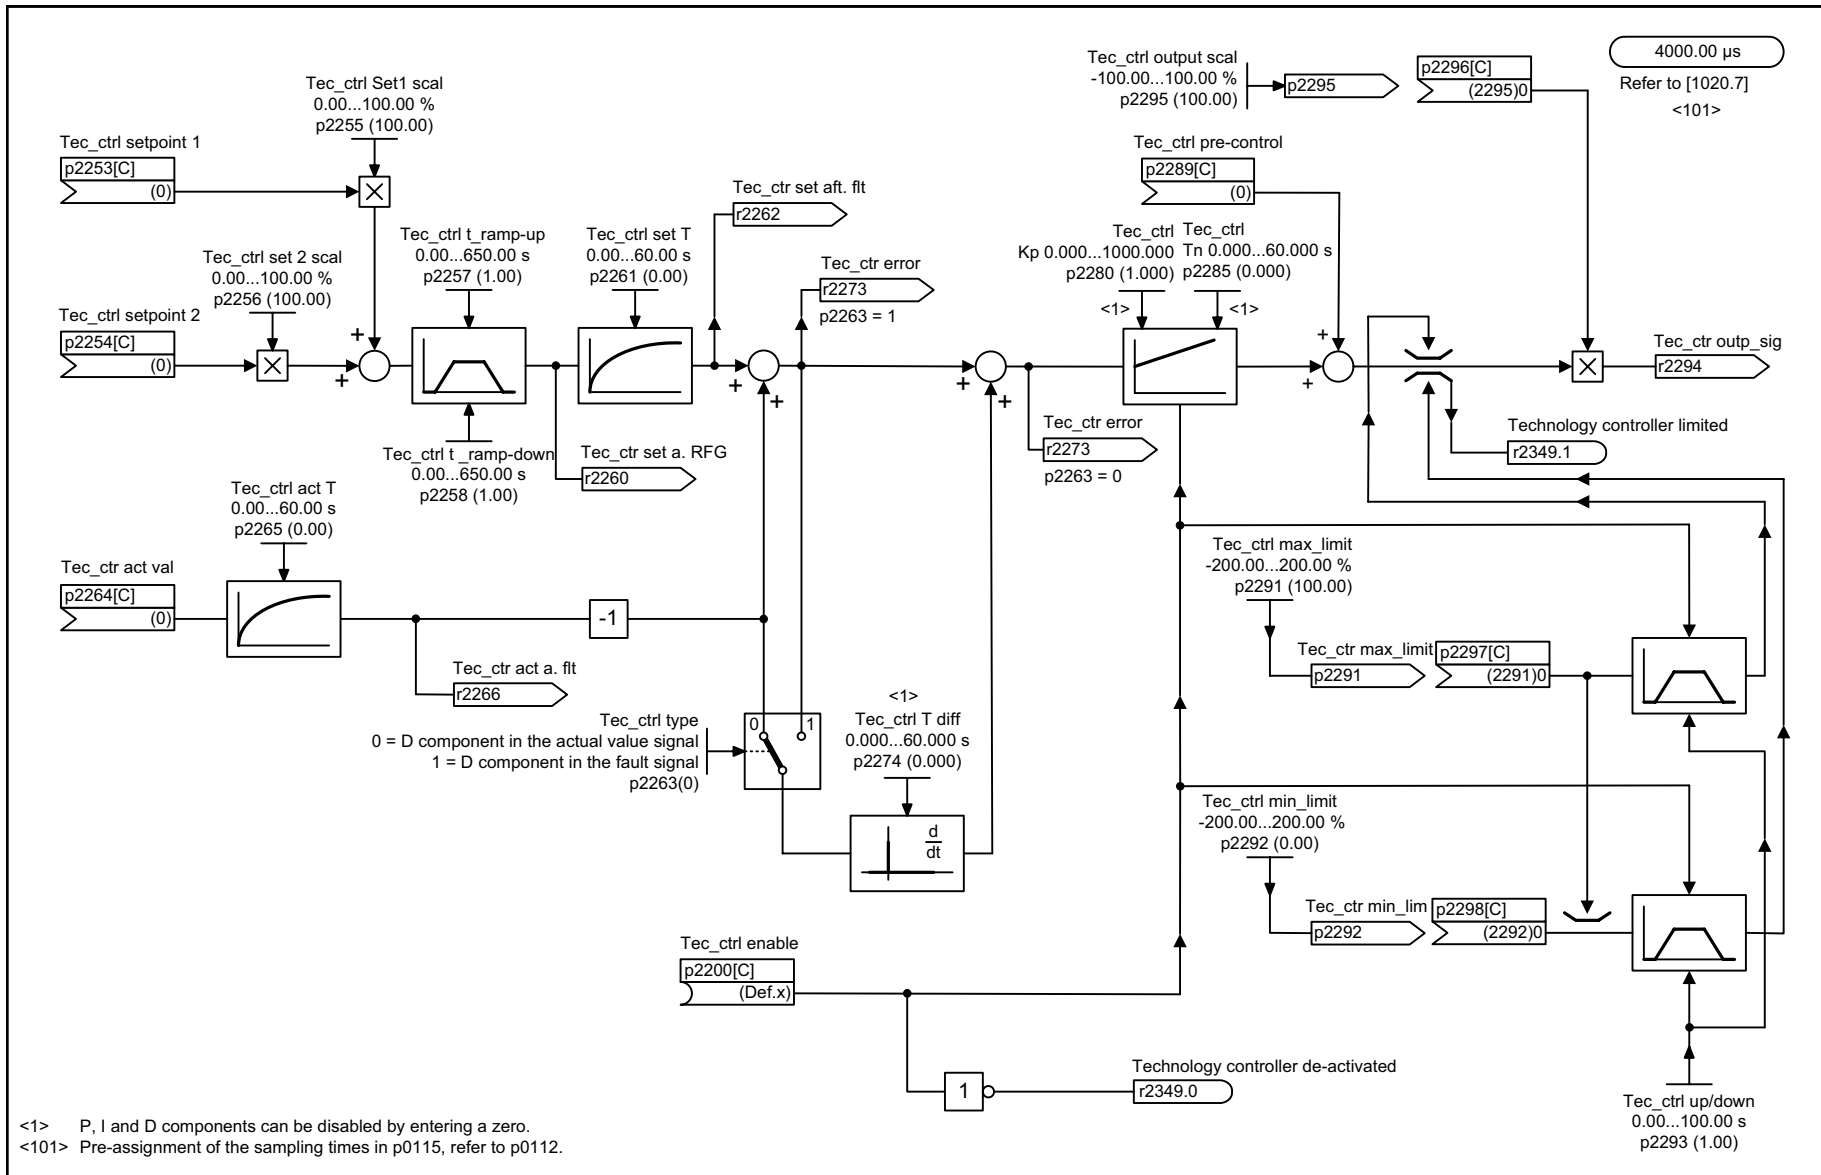 4000.00 µs
Refer to [1020.7]
<101>
Tec_ctrl output scal
-100.00...100.00 %
p2295 (100.00)
p2295
p2296[C]
(2295)0
Tec_ctrl Set1 scal
0.00...100.00 %
p2255 (100.00)
Tec_ctrl setpoint 1
p2253[C]
(0)
Tec_ctrl pre-control
p2289[C]
(0)
Tec_ctr set aft. flt
r2262
Tec_ctrl set 2 scal
0.00...100.00 %
p2256 (100.00)
Tec_ctrl t_ramp-up
0.00...650.00 s
p2257 (1.00)
Tec_ctrl set T
0.00...60.00 s
p2261 (0.00)
Tec_ctr error
r2273
p2263 = 1
Tec_ctrl
Kp 0.000...1000.000
p2280 (1.000)
<1>
Tec_ctrl
Tn 0.000...60.000 s
p2285 (0.000)
<1>
Tec_ctrl setpoint 2
p2254[C]
(0)
+
+
+
+
+
+
+
+
Tec_ctr outp_sig
r2294
Tec_ctrl t _ramp-down
0.00...650.00 s
p2258 (1.00)
Tec_ctr set a. RFG
r2260
Tec_ctr error
r2273
p2263 = 0
Technology controller limited
r2349.1
Tec_ctrl act T
0.00...60.00 s
p2265 (0.00)
Tec_ctr act val
p2264[C]
(0)
-1
Tec_ctr act a. flt
r2266
Tec_ctrl max_limit
-200.00...200.00 %
p2291 (100.00)
Tec_ctr max_limit
p2291
p2297[C]
(2291)0
Tec_ctrl type
0 = D component in the actual value signal
1 = D component in the fault signal
p2263(0)
0
1
<1>
Tec_ctrl T diff
0.000...60.000 s
p2274 (0.000)
d
dt
Tec_ctrl min_limit
-200.00...200.00 %
p2292 (0.00)
Tec_ctr min_lim
p2292
p2298[C]
(2292)0
Tec_ctrl enable
p2200[C]
(Def.x)
1
Technology controller de-activated
r2349.0
Tec_ctrl up/down
0.00...100.00 s
p2293 (1.00)
<1> P, I and D components can be disabled by entering a zero.
<101> Pre-assignment of the sampling times in p0115, refer to p0112.